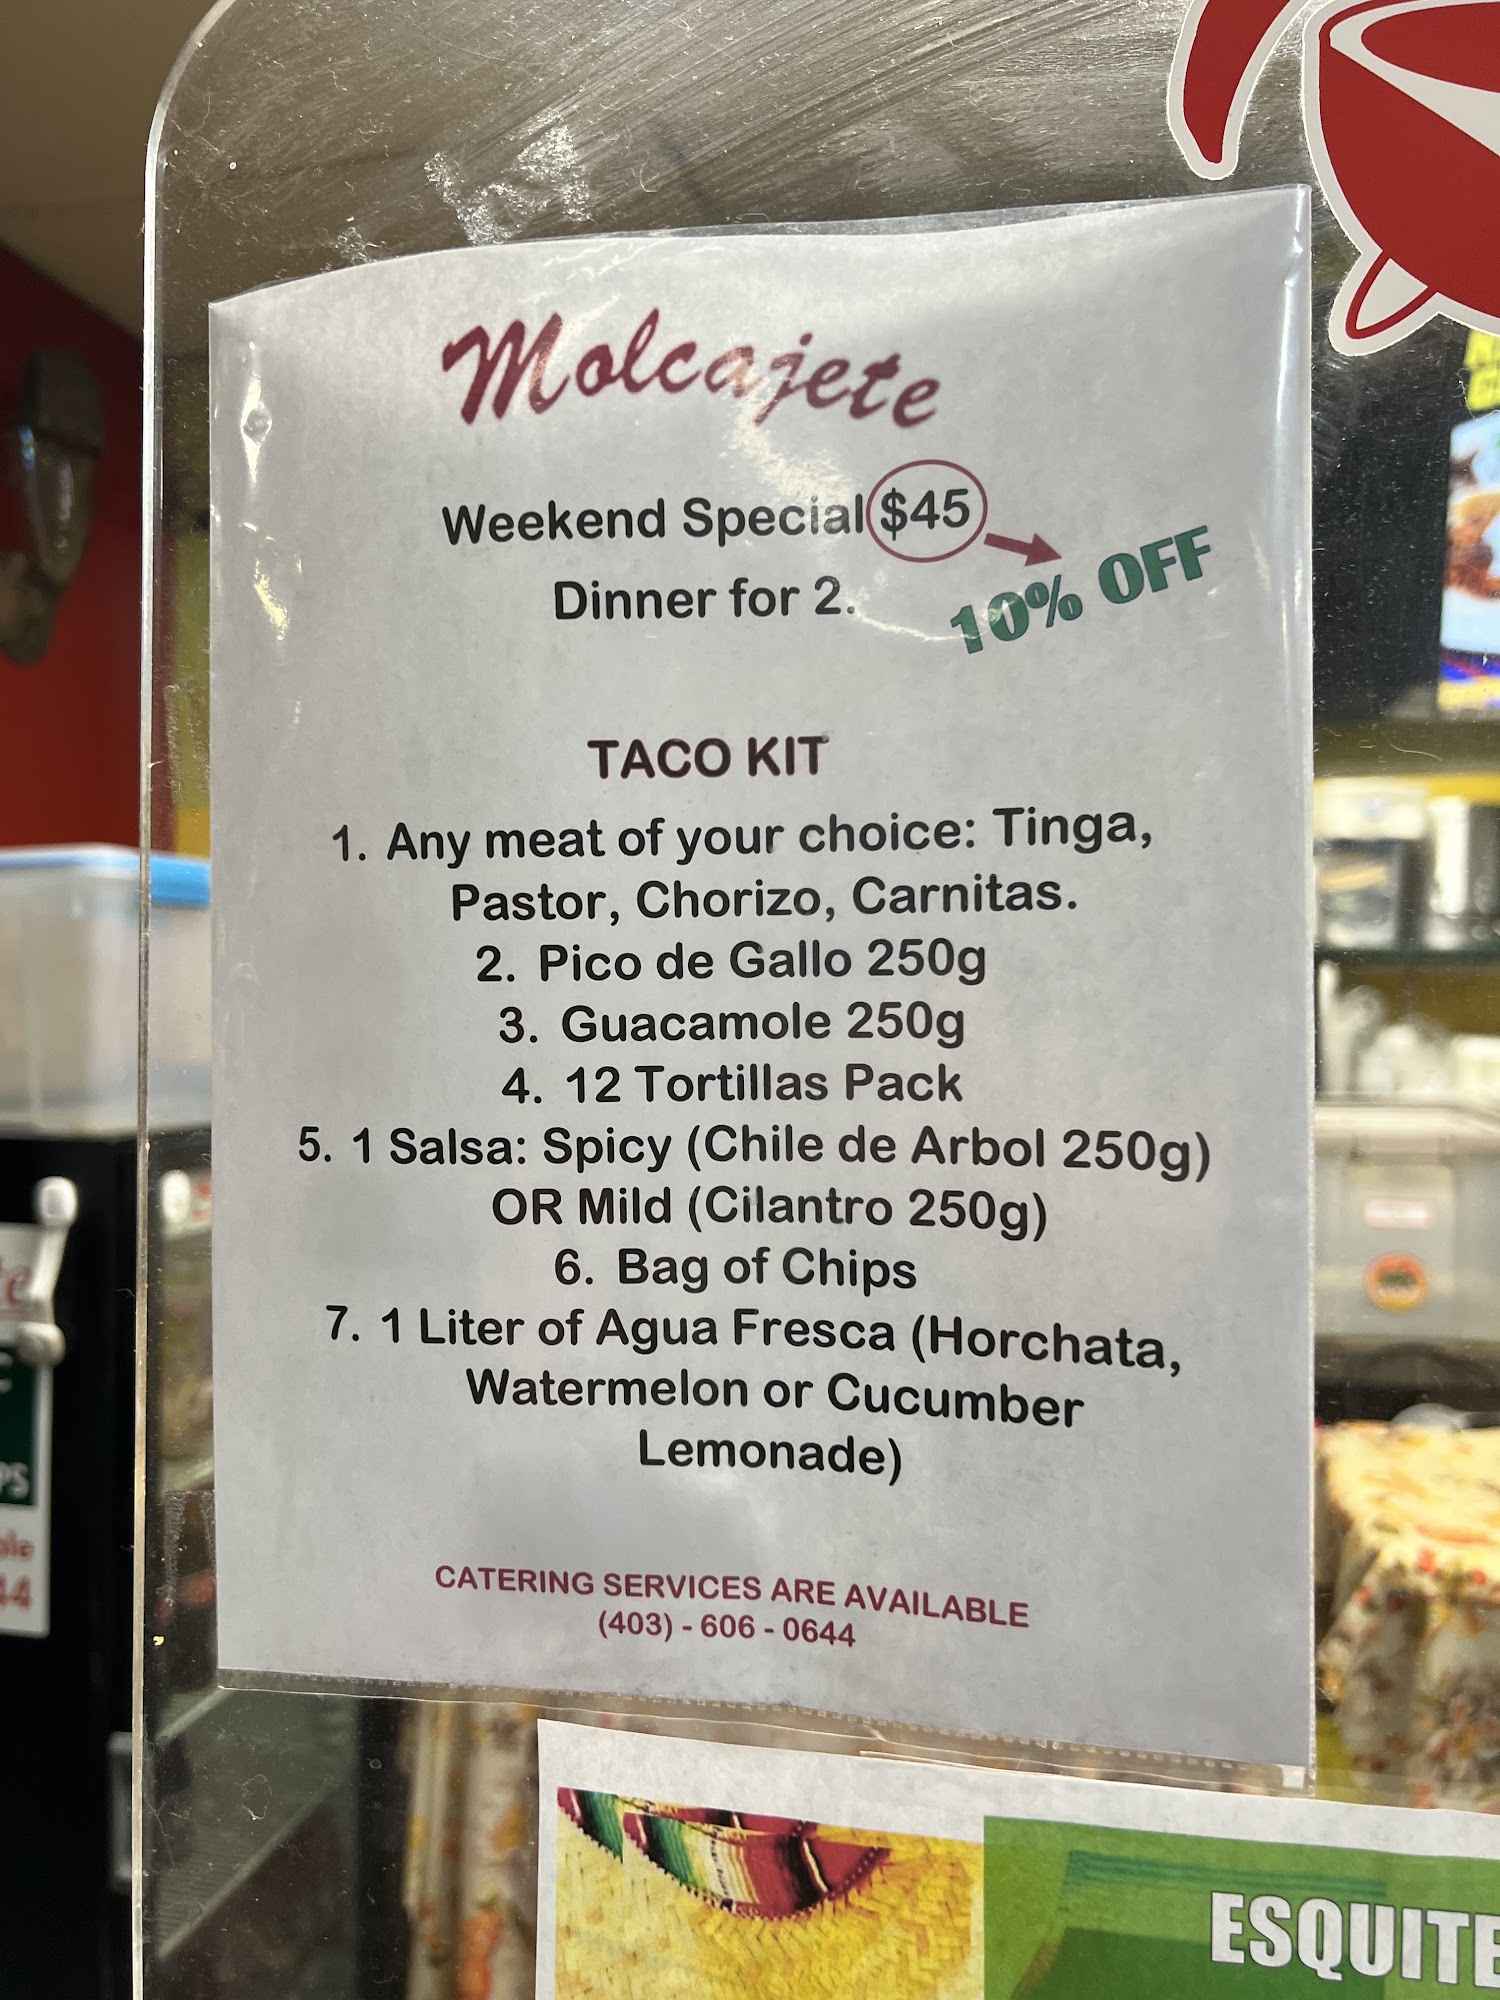 Molcajete
Weekend Special $45
10% OFF
Dinner for 2.
TACO KIT
1. Any meat of your choice: Tinga,
Pastor, Chorizo, Carnitas.
2. Pico de Gallo 250g
3. Guacamole 250g
4. 12 Tortillas Pack
5. 1 Salsa: Spicy (Chile de Arbol 250g)
OR Mild (Cilantro 250g)
6. Bag of Chips
7. 1 Liter of Agua Fresca (Horchata,
Watermelon or Cucumber
Lemonade)
CATERING SERVICES ARE AVAILABLE
(403) - 606 - 0644
ESQUITE